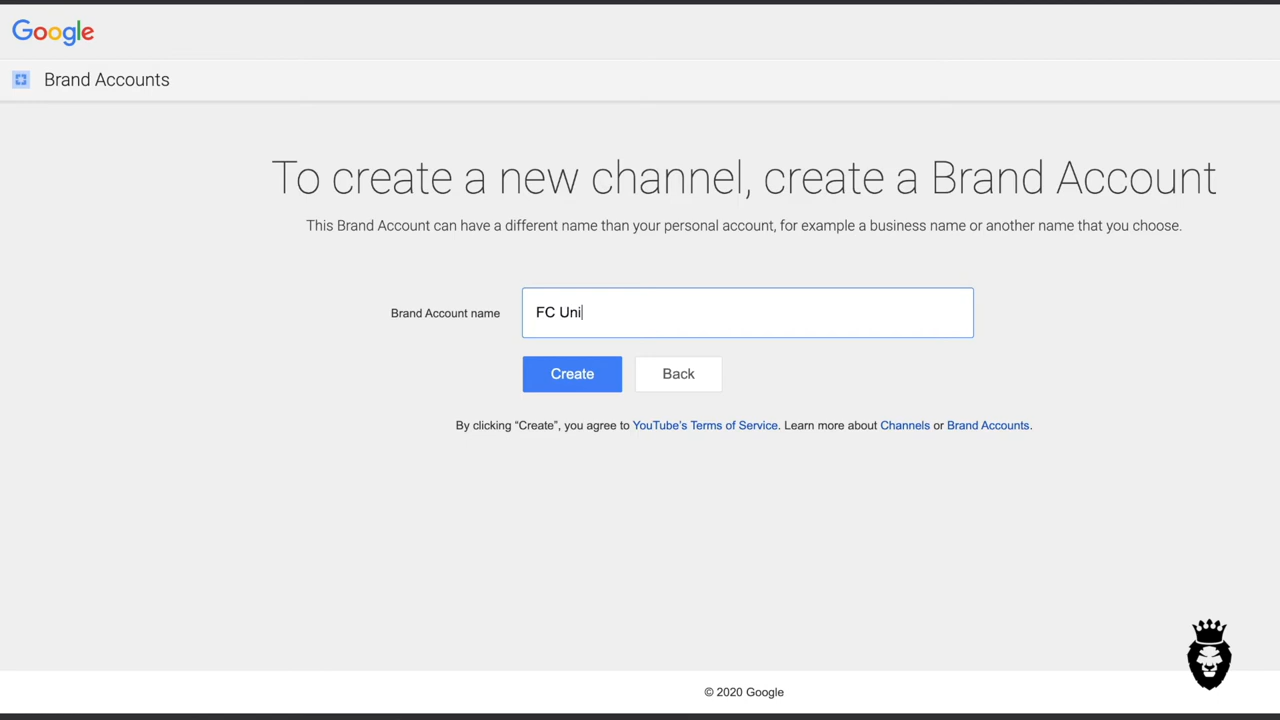 Google
Brand Accounts
To create a new channel, create a Brand Account
This Brand Account can have a different name than your personal account, for example a business name or another name that you choose.
Brand Account name FC Uni
Create Back
By clicking “Create”, you agree to YouTube’s Terms of Service. Learn more about Channels or Brand Accounts.
© 2020 Google